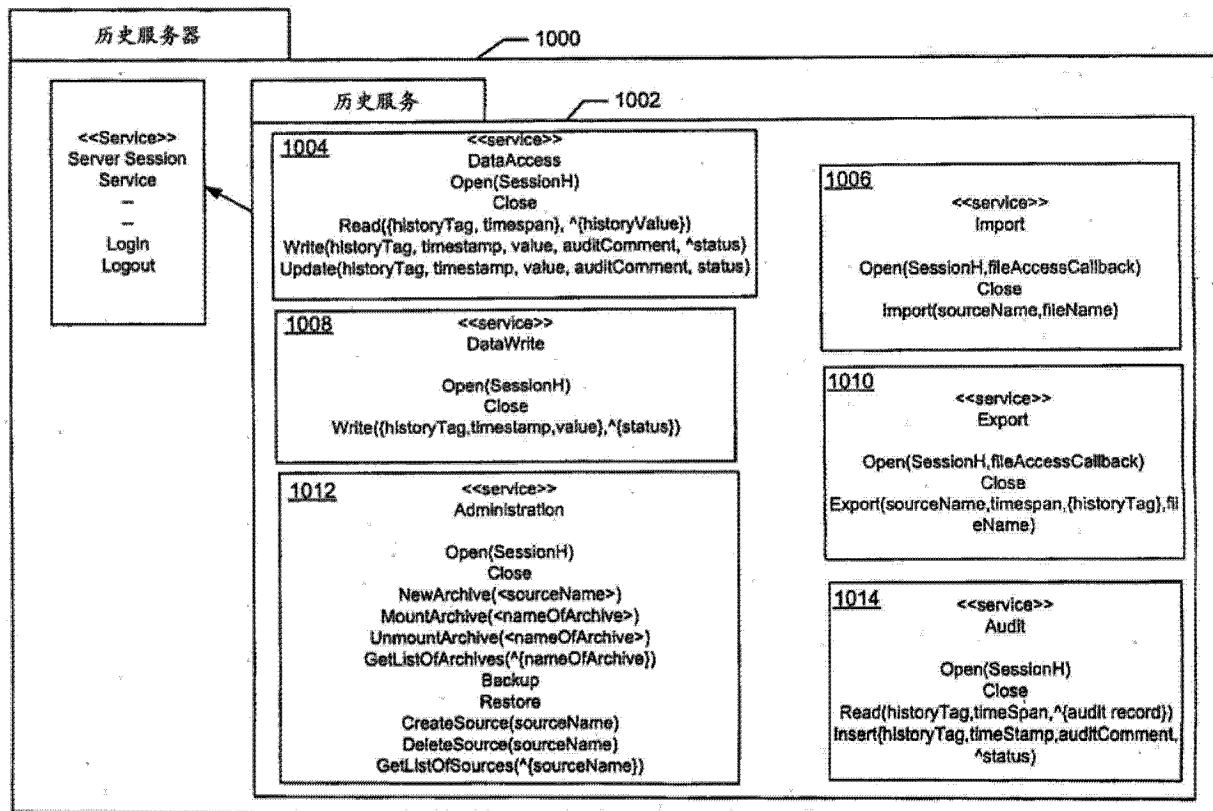 历史服务器
1000
<<Service>>
Server Session
Service
–
–
Login
Logout
历史服务
1002
1004
<<service>>
DataAccess
Open(SessionH)
Close
Read({historyTag, timespan}, ^{historyValue})
Write(historyTag, timestamp, value, auditComment, ^status)
Update(historyTag, timestamp, value, auditComment, status)
1006
<<service>>
Import
Open(SessionH,fileAccessCallback)
Close
Import(sourceName,fileName)
1008
<<service>>
DataWrite
Open(SessionH)
Close
Write({historyTag,timestamp,value},^{status})
1010
<<service>>
Export
Open(SessionH,fileAccessCallback)
Close
Export(sourceName,timespan,{historyTag},fil
eName)
1012
<<service>>
Administration
Open(SessionH)
Close
NewArchive(<sourceName>)
MountArchive(<nameOfArchive>)
UnmountArchive(<nameOfArchive>)
GetListOfArchives(^{nameOfArchive})
Backup
Restore
CreateSource(sourceName)
DeleteSource(sourceName)
GetListOfSources(^{sourceName})
1014
<<service>>
Audit
Open(SessionH)
Close
Read(historyTag,timeSpan,^{audit record})
Insert(historyTag,timeStamp,auditComment,
^status)